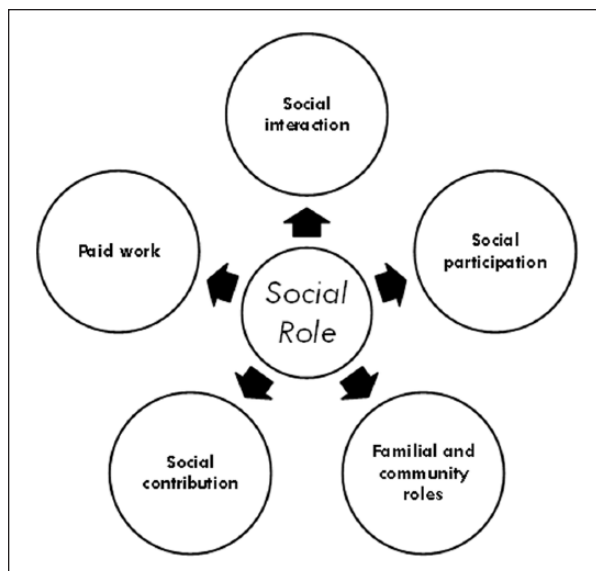 Social
interaction
Paid work
Social
participation
Social
Role
Social
contribution
Familial and
community
roles